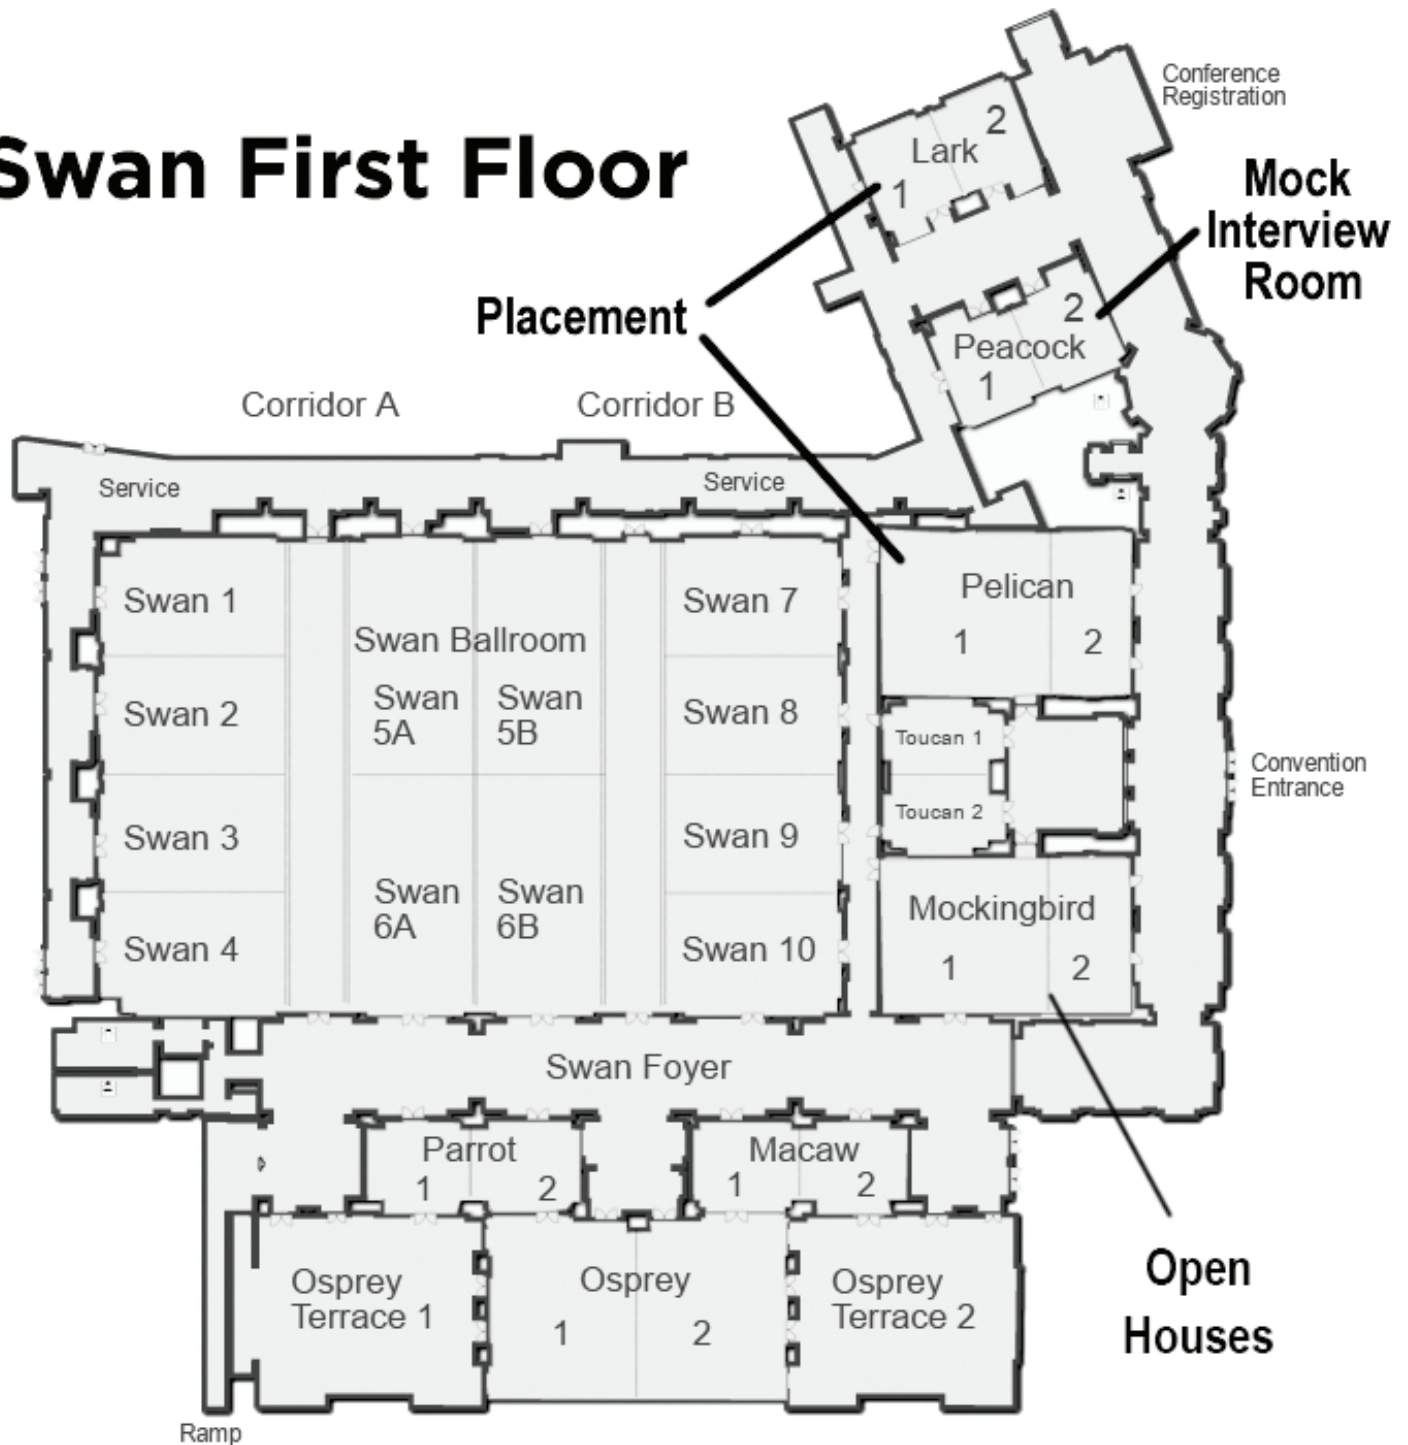 Swan First Floor
Conference
Registration
2
Lark
1
Mock
Interview
Room
Placement
2
Peacock
1
Corridor A
Corridor B
Service
Service
Swan 1
Swan 7
Pelican
1
2
Swan Ballroom
Swan
5A
Swan
5B
Swan 2
Swan 8
Toucan 1
Toucan 2
Convention
Entrance
Swan 3
Swan 9
Swan
6A
Swan
6B
Mockingbird
1
2
Swan 4
Swan 10
Swan Foyer
Parrot
1
2
Macaw
1
2
Osprey
Terrace 1
Osprey
1
2
Osprey
Terrace 2
Open
Houses
Ramp